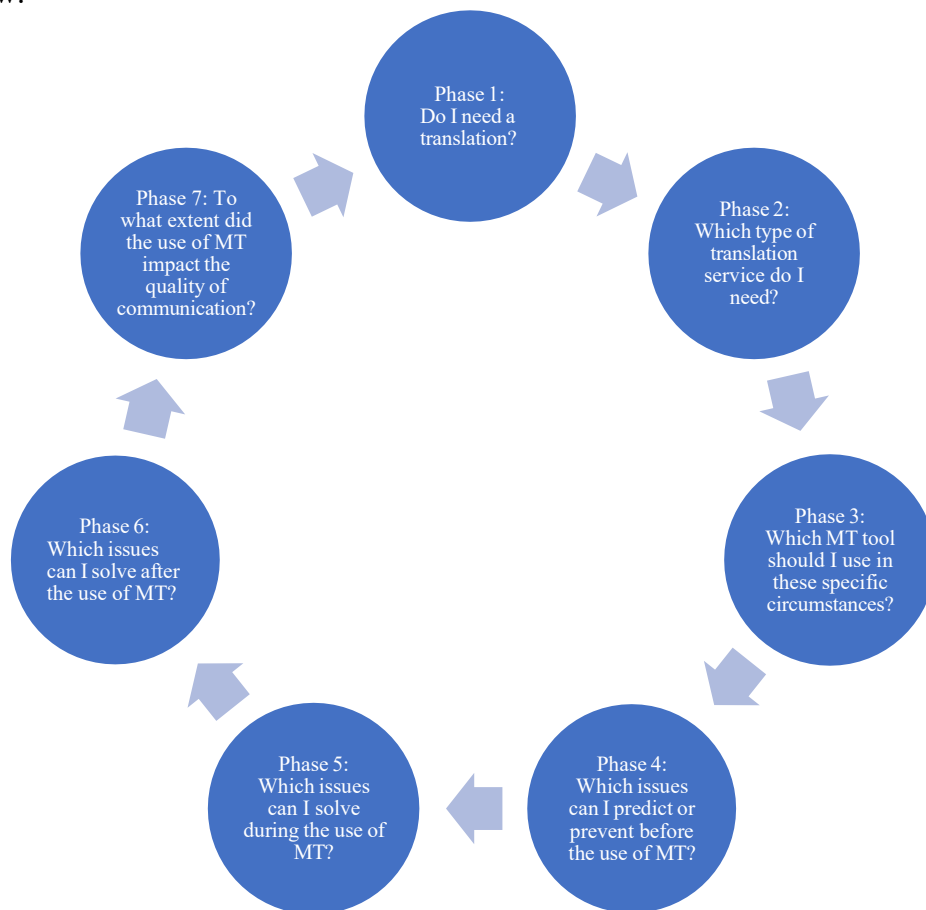 w.
Phase 1:
Do I need a
translation?
Phase 2:
Which type of
translation
service do I
need?
Phase 3:
Which MT tool
should I use in
these specific
circumstances?
Phase 4:
Which issues
can I predict or
prevent before
the use of MT?
Phase 5:
Which issues
can I solve
during the use of
MT?
Phase 6:
Which issues
can I solve after
the use of MT?
Phase 7: To
what extent did
the use of MT
impact the
quality of
communication?